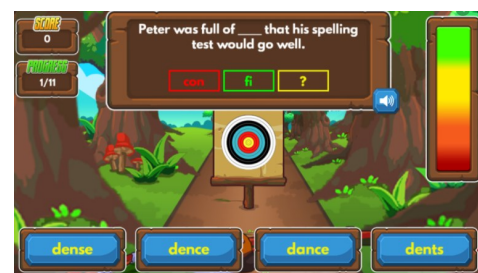 SCORE
0
PROGRESS
1/11
Peter was full of ___ that his spelling
test would go well.
con fi ?
dense dence dance dents